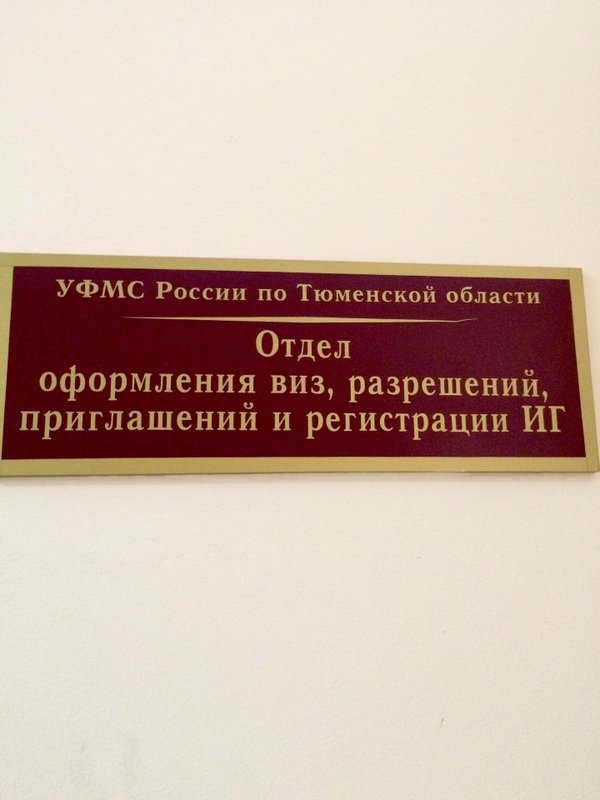 УФМС России по Тюменской области
Отдел
оформления виз, разрешений,
приглашений и регистрации ИГ